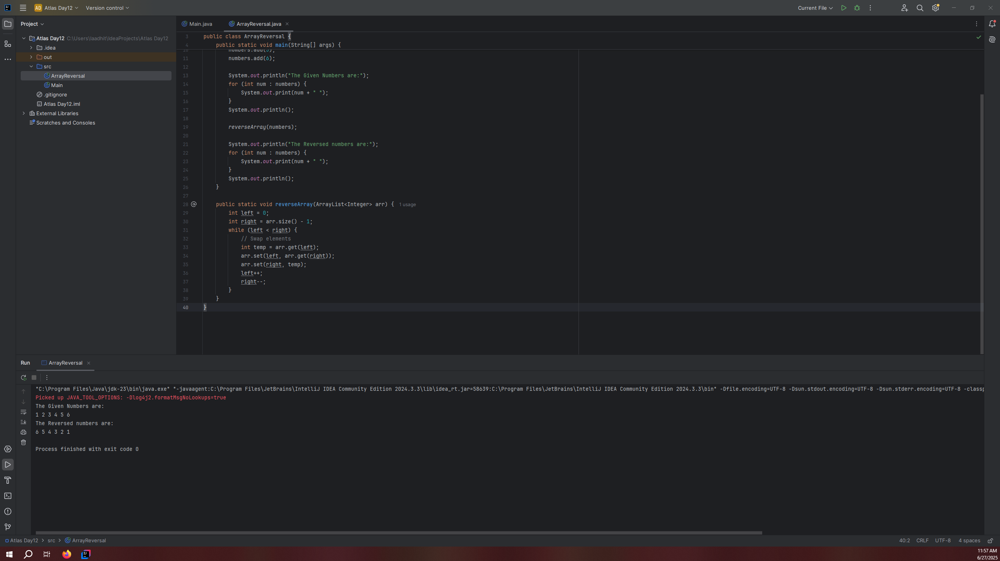 AD Atlas Day12 Version control Current File
Project
Main.java ArrayReversal.java
Atlas Day12 C:\Users\laadhit\IdeaProjects\Atlas Day12
.idea
out
src
ArrayReversal
Main
.gitignore
Atlas Day12.iml
External Libraries
Scratches and Consoles
3 public class ArrayReversal {
4 public static void main(String[] args) {
10 numbers.add(5);
11 numbers.add(6);
12
13 System.out.println("The Given Numbers are:");
14 for (int num : numbers) {
15 System.out.print(num + " ");
16 }
17 System.out.println();
18
19 reverseArray(numbers);
20
21 System.out.println("The Reversed numbers are:");
22 for (int num : numbers) {
23 System.out.print(num + " ");
24 }
25 System.out.println();
26 }
27
28 @ public static void reverseArray(ArrayList<Integer> arr) { 1 usage
29 int left = 0;
30 int right = arr.size() - 1;
31 while (left < right) {
32 // Swap elements
33 int temp = arr.get(left);
34 arr.set(left, arr.get(right));
35 arr.set(right, temp);
36 left++;
37 right--;
38 }
39 }
40 }
Run ArrayReversal
"C:\Program Files\Java\jdk-23\bin\java.exe" "-javaagent:C:\Program Files\JetBrains\IntelliJ IDEA Community Edition 2024.3.3\lib\idea_rt.jar=58639:C:\Program Files\JetBrains\IntelliJ IDEA Community Edition 2024.3.3\bin" -Dfile.encoding=UTF-8 -Dsun.stdout.encoding=UTF-8 -Dsun.stderr.encoding=UTF-8 -classp
Picked up JAVA_TOOL_OPTIONS: -Dlog4j2.formatMsgNoLookups=true
The Given Numbers are:
1 2 3 4 5 6
The Reversed numbers are:
6 5 4 3 2 1
Process finished with exit code 0
Atlas Day12 > src > ArrayReversal 40:2 CRLF UTF-8 4 spaces
11:57 AM
6/27/2025